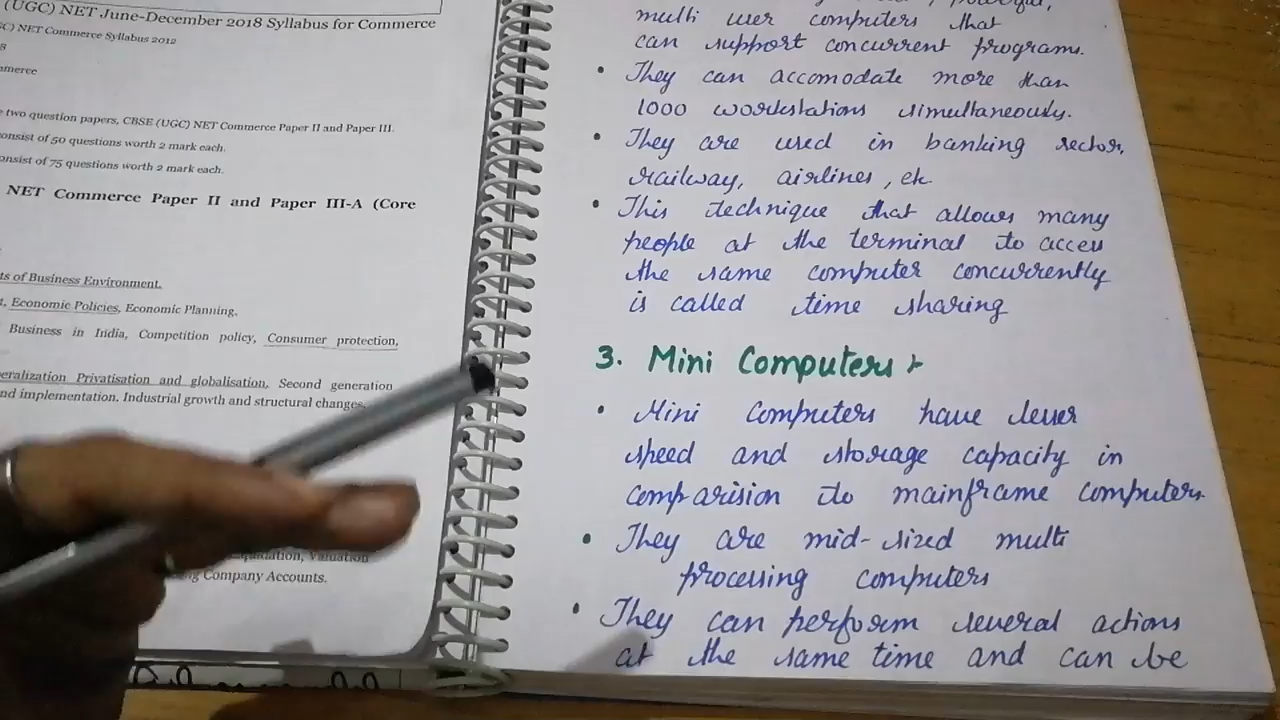 (UGC) NET June-December 2018 Syllabus for Commerce
NET Commerce Syllabus 2012
two question papers, CBSE (UGC) NET Commerce Paper II and Paper III.
of 50 questions worth 2 mark each.
of 75 questions worth 2 mark each.
NET Commerce Paper II and Paper III-A (Core
of Business Environment.
Economic Policies, Economic Planning.
Business in India, Competition policy, Consumer protection,
Privatisation and globalisation, Second generation
implementation. Industrial growth and structural changes.
Valuation
Company Accounts.
multi user computers that
can support concurrent programs.
• They can accomodate more than
1000 workstations simultaneously.
• They are used in banking sector,
railway, airlines, etc.
• This technique that allows many
people at the terminal to access
the same computer concurrently
is called time sharing
3. Mini Computers
• Mini computers have lesser
speed and storage capacity in
comparision to mainframe computers.
• They are mid-sized multi
processing computers
• They can perform several actions
at the same time and can be